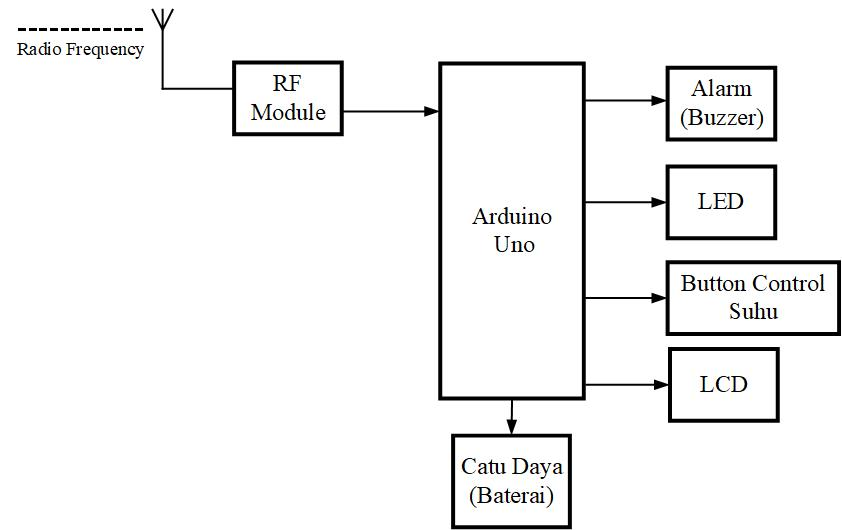 Radio Frequency
RF
Module
Arduino
Uno
Alarm
(Buzzer)
LED
Button Control
Suhu
LCD
Catu Daya
(Baterai)